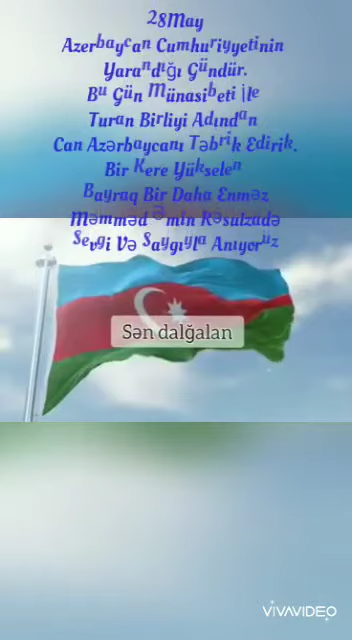 28May
Azerbaycan Cumhuriyyetinin
Yarandığı Gündür.
Bu Gün Münasibeti İle
Turan Birliyi Adından
Can Azərbaycanı Təbrik Edirik.
Bir Kere Yükselen
Bayraq Bir Daha Enməz
Məmməd Əmin Rəsulzadə
Sevgi Və Saygıyla Anıyoruz
Sən dalğalan
VIVAVIDEO